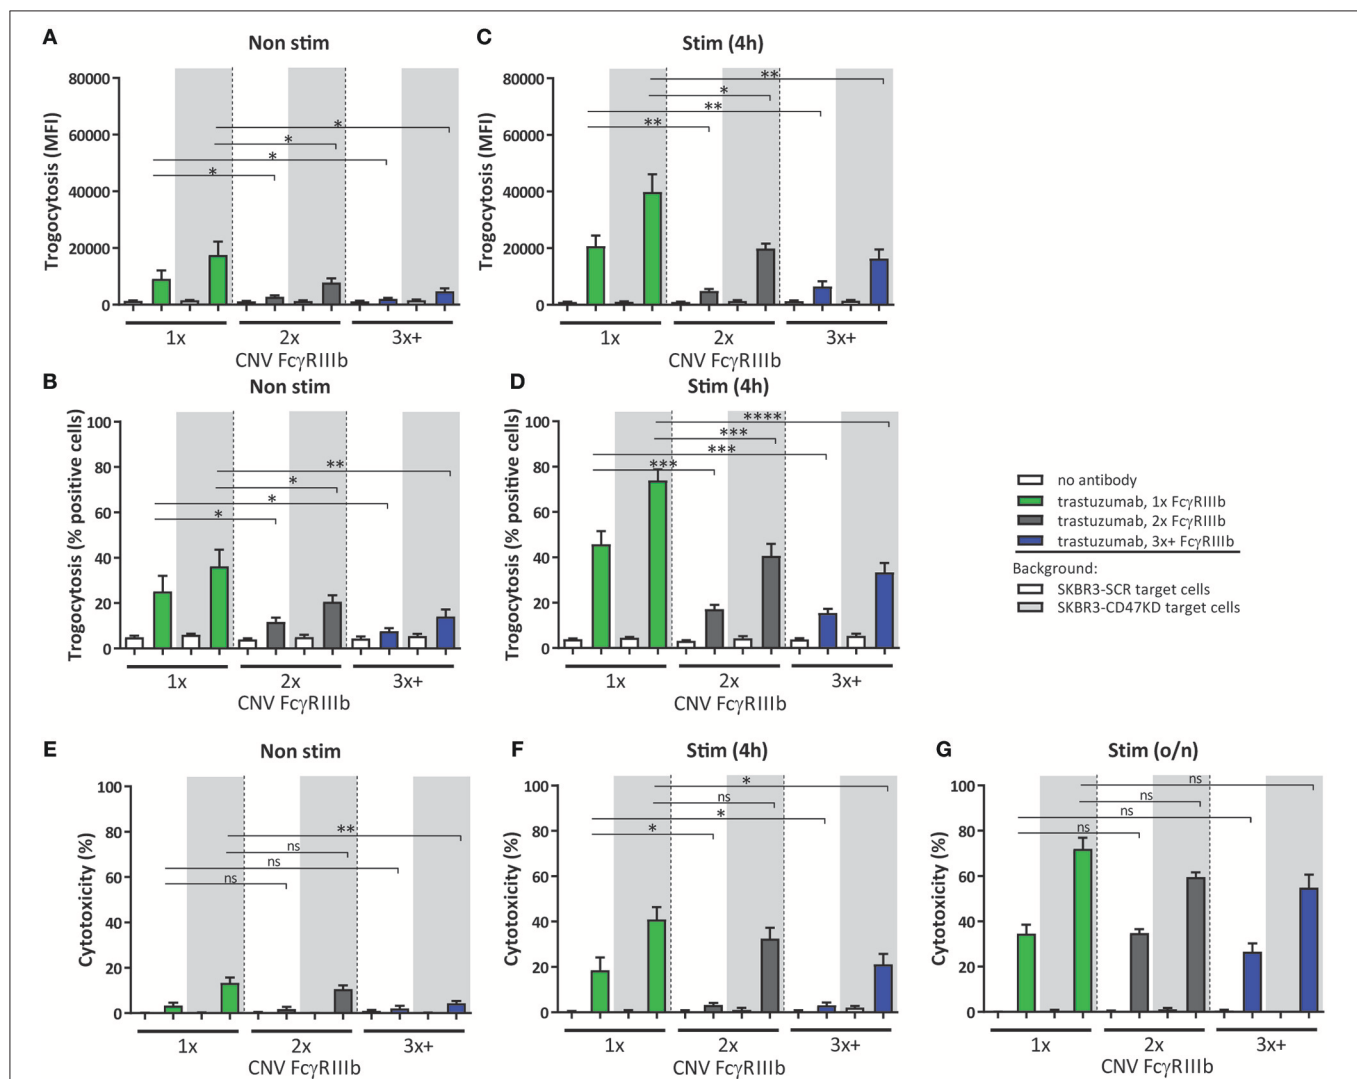 A
Non stim
Trogocytosis (MFI)
80000
60000
40000
20000
0
*
*
*
*
1x
2x
3x+
CNV FcγRIIIb
C
Stim (4h)
Trogocytosis (MFI)
80000
60000
40000
20000
0
**
*
**
**
1x
2x
3x+
CNV FcγRIIIb
B
Non stim
Trogocytosis (% positive cells)
100
80
60
40
20
0
**
*
*
*
1x
2x
3x+
CNV FcγRIIIb
D
Stim (4h)
Trogocytosis (% positive cells)
100
80
60
40
20
0
****
***
***
***
1x
2x
3x+
CNV FcγRIIIb
no antibody
trastuzumab, 1x FcγRIIIb
trastuzumab, 2x FcγRIIIb
trastuzumab, 3x+ FcγRIIIb
Background:
SKBR3-SCR target cells
SKBR3-CD47KD target cells
E
Non stim
Cytotoxicity (%)
100
80
60
40
20
0
**
ns
ns
ns
1x
2x
3x+
CNV FcγRIIIb
F
Stim (4h)
Cytotoxicity (%)
100
80
60
40
20
0
*
ns
*
*
1x
2x
3x+
CNV FcγRIIIb
G
Stim (o/n)
Cytotoxicity (%)
100
80
60
40
20
0
ns
ns
ns
ns
1x
2x
3x+
CNV FcγRIIIb